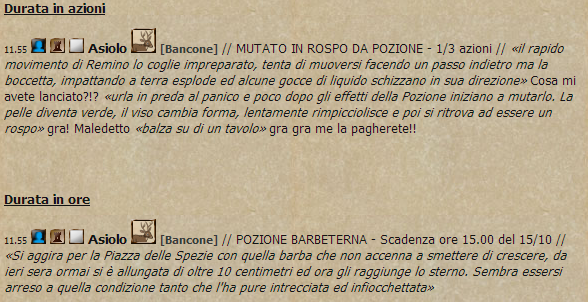 Durata in azioni
11.55 Asiolo [Bancone] // MUTATO IN ROSPO DA POZIONE - 1/3 azioni // «il rapido
movimento di Remino lo coglie impreparato, tenta di muoversi facendo un passo indietro ma la
boccetta, impattando a terra esplode ed alcune gocce di liquido schizzano in sua direzione» Cosa mi
avete lanciato?!? «urla in preda al panico e poco dopo gli effetti della Pozione iniziano a mutarlo. La
pelle diventa verde, il viso cambia forma, lentamente rimpicciolisce e poi si ritrova ad essere un
rospo» gra! Maledetto «balza su di un tavolo» gra gra me la pagherete!!
Durata in ore
11.55 Asiolo [Bancone] // POZIONE BARBETERNA - Scadenza ore 15.00 del 15/10 //
«Si aggira per la Piazza delle Spezie con quella barba che non accenna a smettere di crescere, da
ieri sera ormai si è allungata di oltre 10 centimetri ed ora gli raggiunge lo sterno. Sembra essersi
arreso a quella condizione tanto che l'ha pure intrecciata ed infiocchettata»